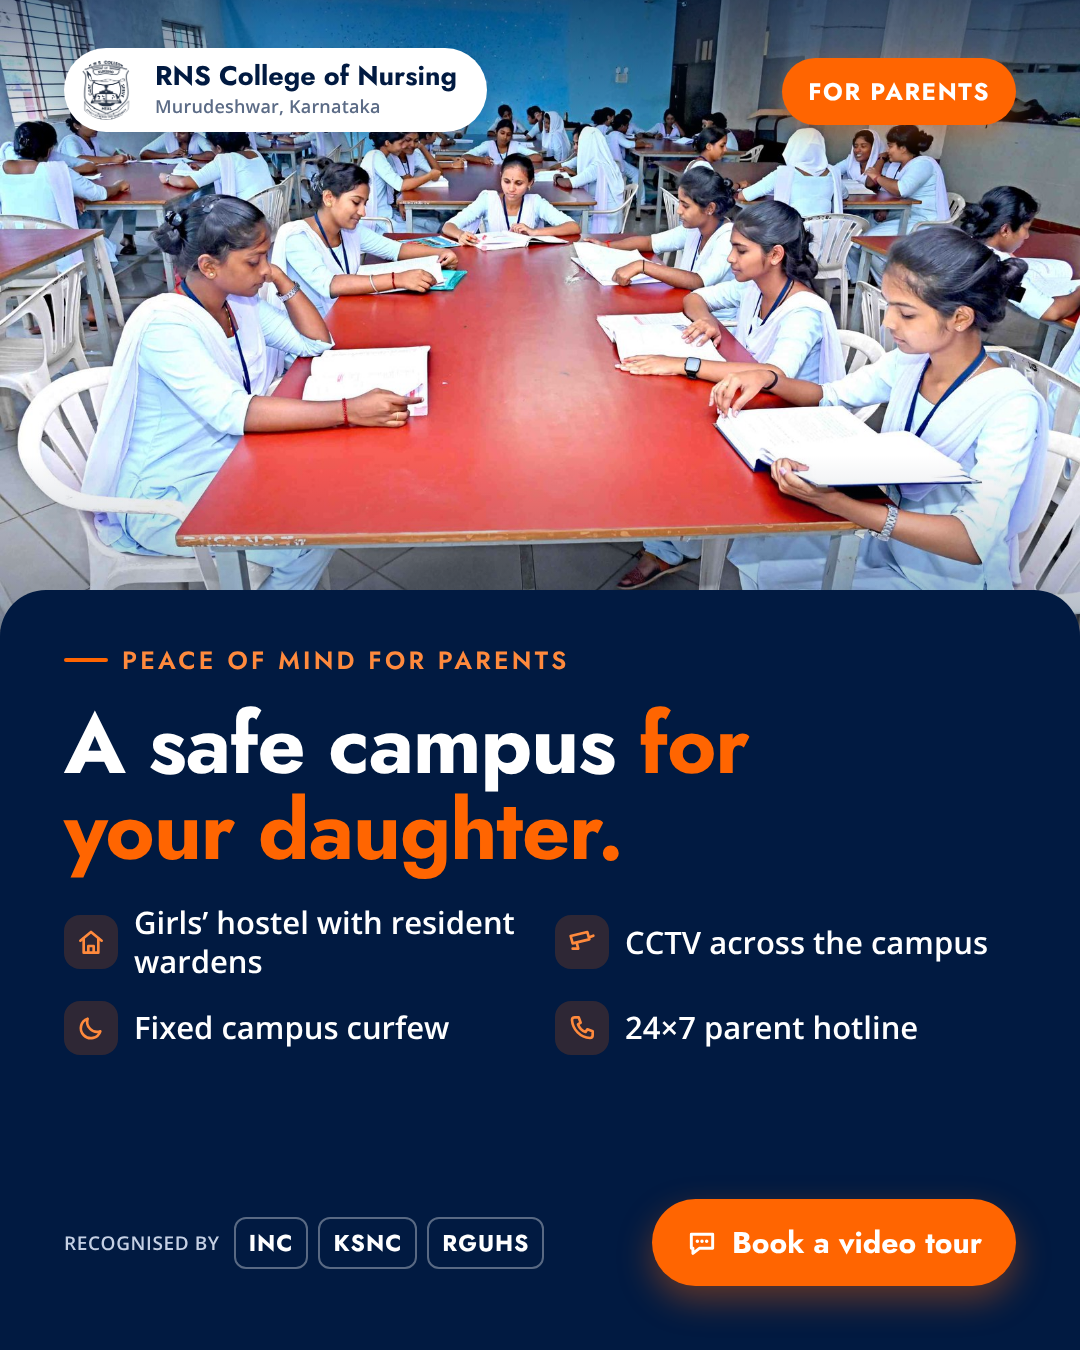 RNS College of Nursing
Murudeshwar, Karnataka
FOR PARENTS
PEACE OF MIND FOR PARENTS
A safe campus for
your daughter.
Girls’ hostel with resident
wardens
CCTV across the campus
Fixed campus curfew
24×7 parent hotline
RECOGNISED BY
INC
KSNC
RGUHS
Book a video tour